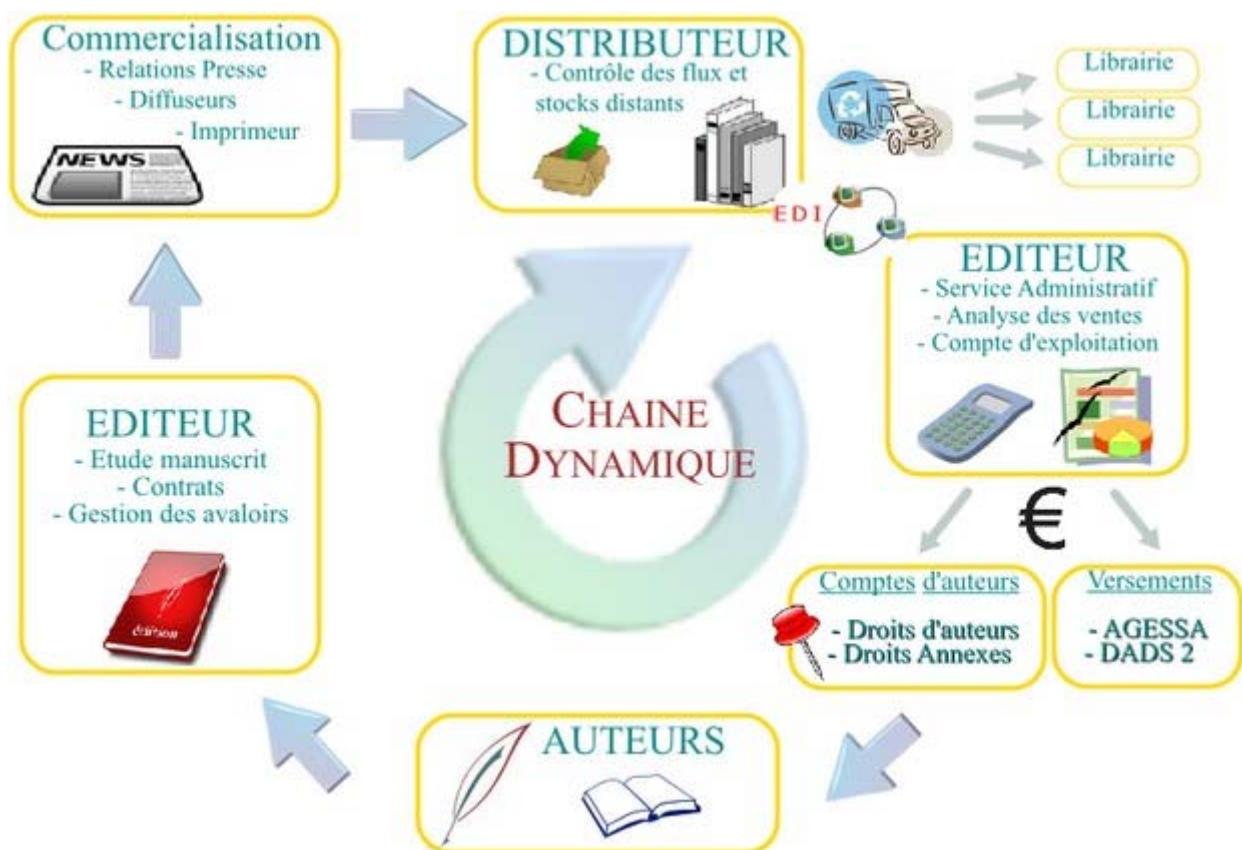 Commercialisation
- Relations Presse
- Diffuseurs
- Imprimeur
NEWS
DISTRIBUTEUR
- Contrôle des flux et
stocks distants
Librairie
Librairie
Librairie
EDI
EDITEUR
- Service Administratif
- Analyse des ventes
- Compte d'exploitation
CHAINE
DYNAMIQUE
EDITEUR
- Etude manuscrit
- Contrats
- Gestion des avaloirs
édition
€
Comptes d'auteurs
- Droits d'auteurs
- Droits Annexes
Versements
- AGESSA
- DADS 2
AUTEURS